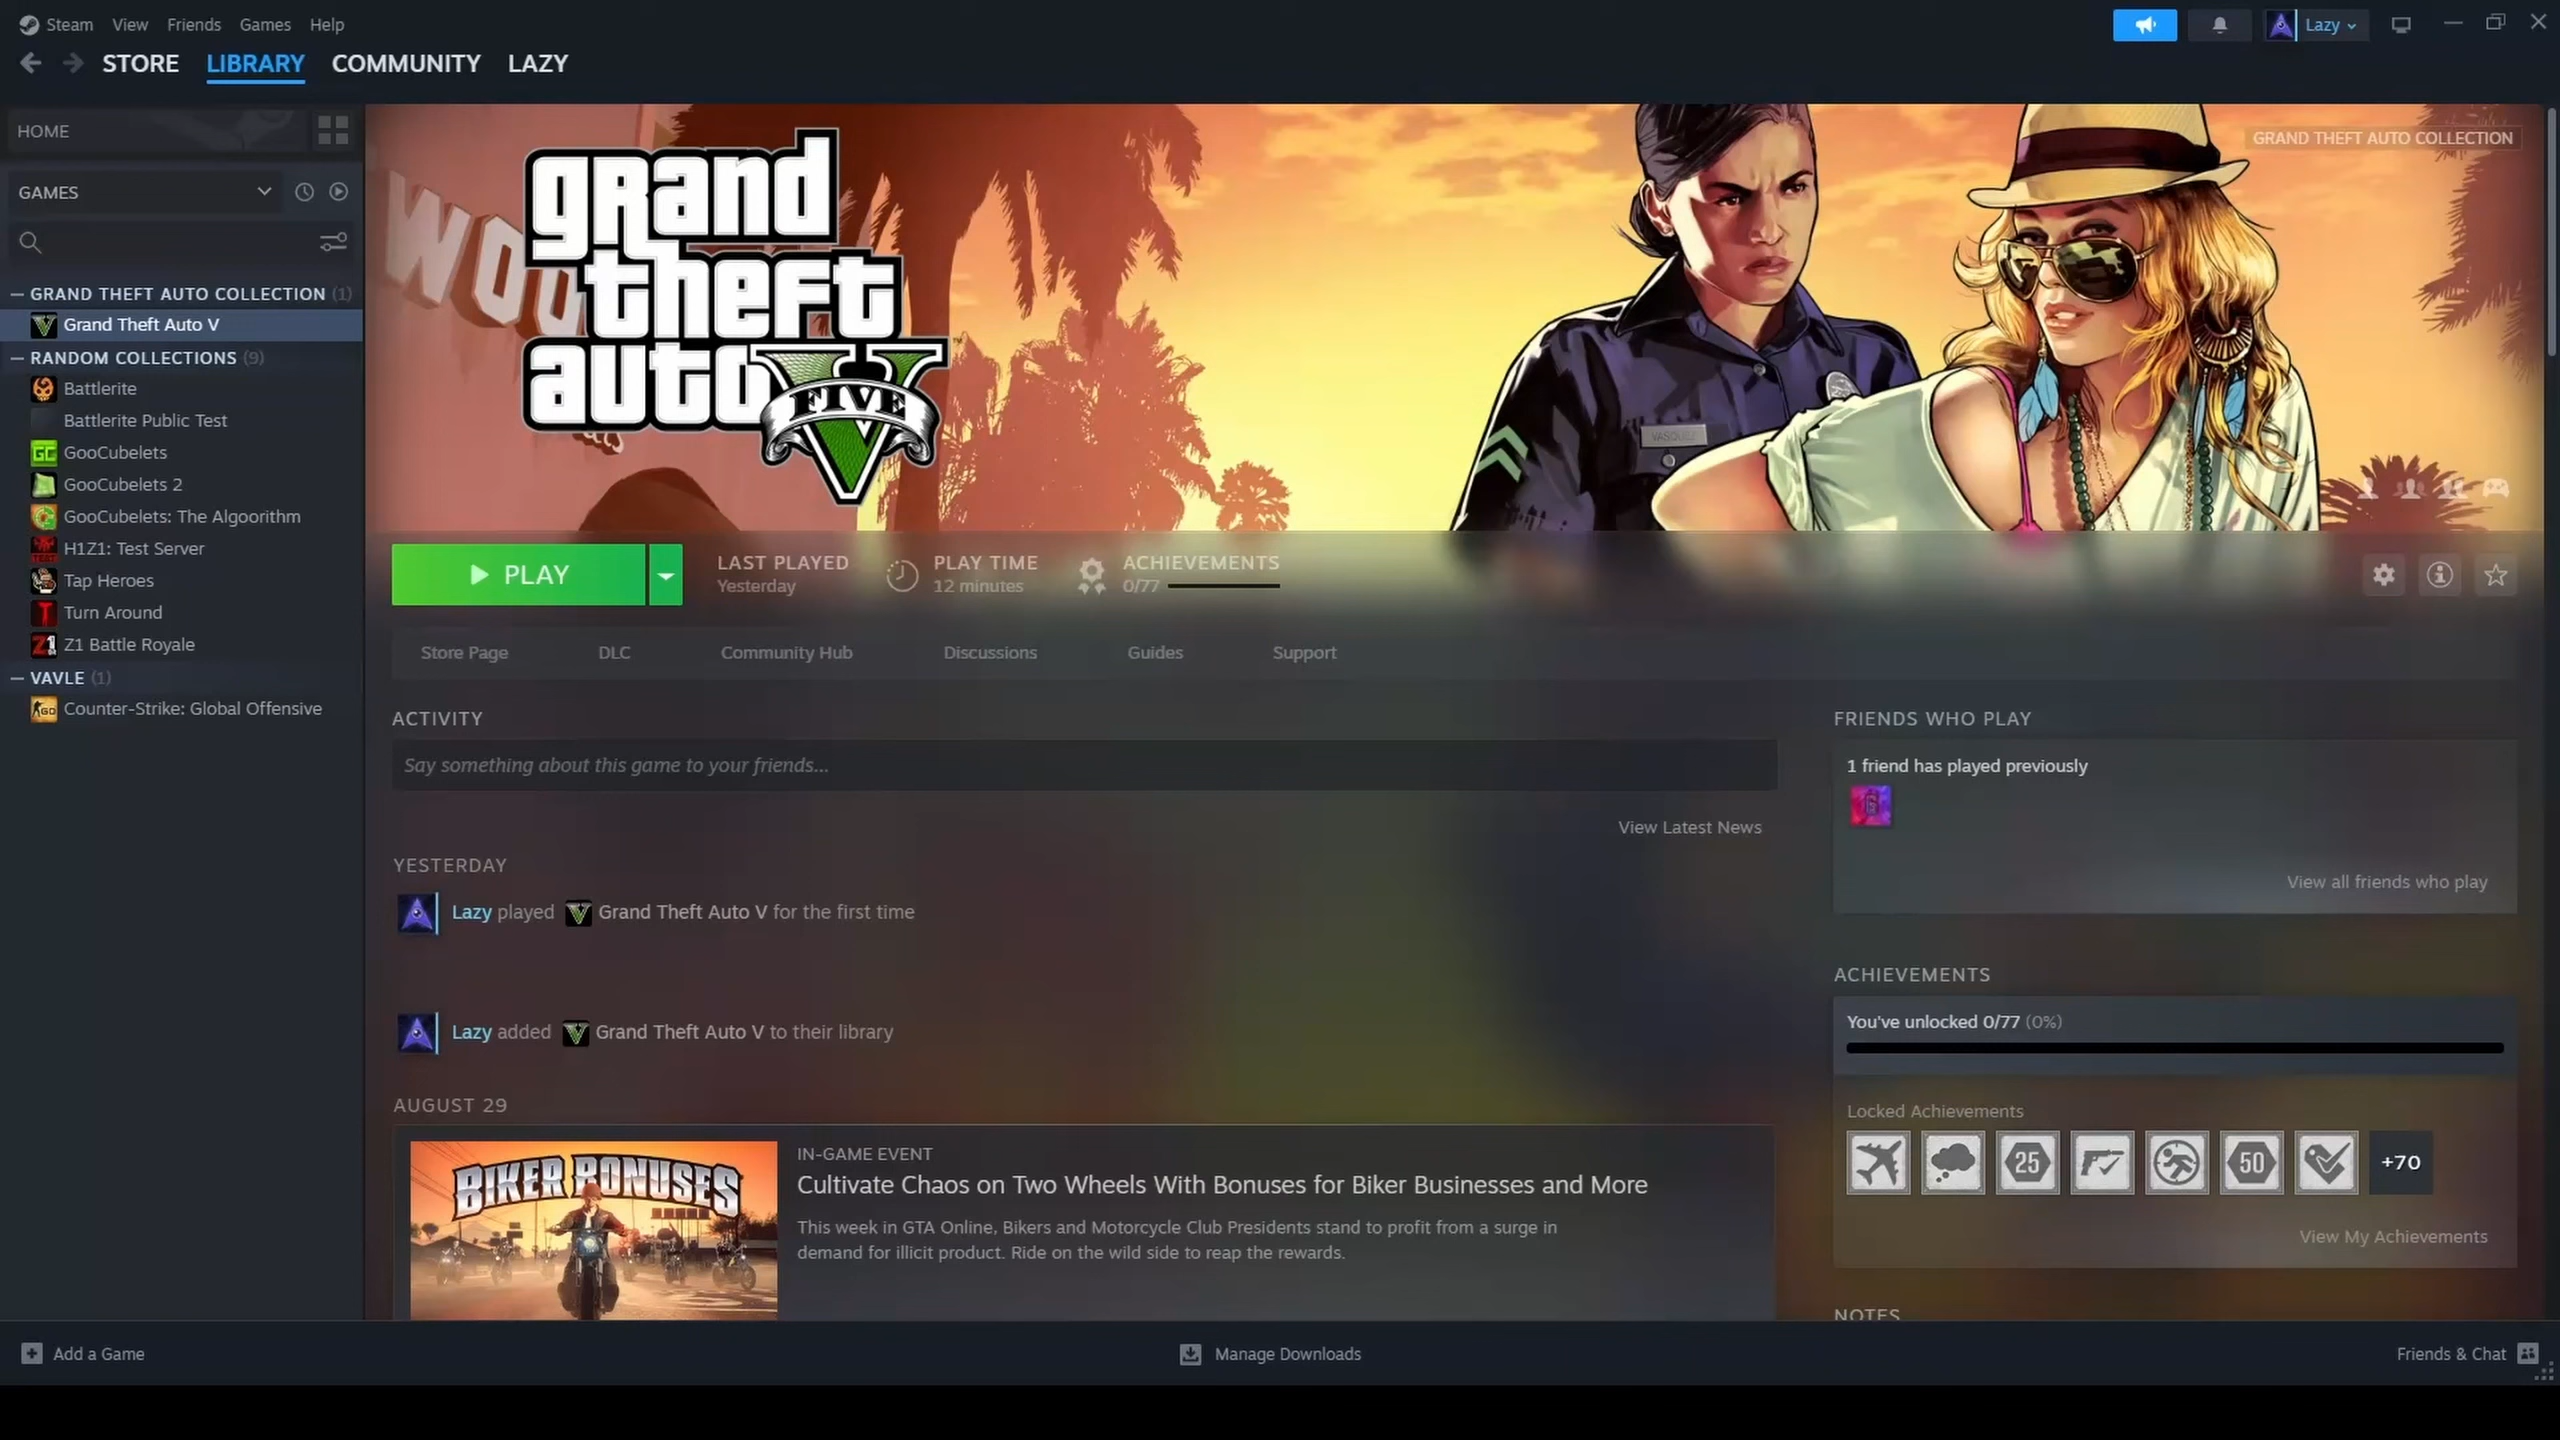 Steam View Friends Games Help
Lazy
STORE LIBRARY COMMUNITY LAZY
HOME
GAMES
GRAND THEFT AUTO COLLECTION (1)
Grand Theft Auto V
RANDOM COLLECTIONS (9)
Battlerite
Battlerite Public Test
GooCubelets
GooCubelets 2
GooCubelets: The Algoorithm
H1Z1: Test Server
Tap Heroes
Turn Around
Z1 Battle Royale
VAVLE (1)
Counter-Strike: Global Offensive
GRAND THEFT AUTO COLLECTION
WOO
grand
theft
auto V
FIVE
VASQUEZ
PLAY
LAST PLAYED
Yesterday
PLAY TIME
12 minutes
ACHIEVEMENTS
0/77
Store Page DLC Community Hub Discussions Guides Support
ACTIVITY
Say something about this game to your friends...
View Latest News
YESTERDAY
Lazy played Grand Theft Auto V for the first time
Lazy added Grand Theft Auto V to their library
AUGUST 29
BIKER BONUSES
IN-GAME EVENT
Cultivate Chaos on Two Wheels With Bonuses for Biker Businesses and More
This week in GTA Online, Bikers and Motorcycle Club Presidents stand to profit from a surge in
demand for illicit product. Ride on the wild side to reap the rewards.
FRIENDS WHO PLAY
1 friend has played previously
View all friends who play
ACHIEVEMENTS
You've unlocked 0/77 (0%)
Locked Achievements
25
50
+70
View My Achievements
NOTES
Add a Game
Manage Downloads
Friends & Chat